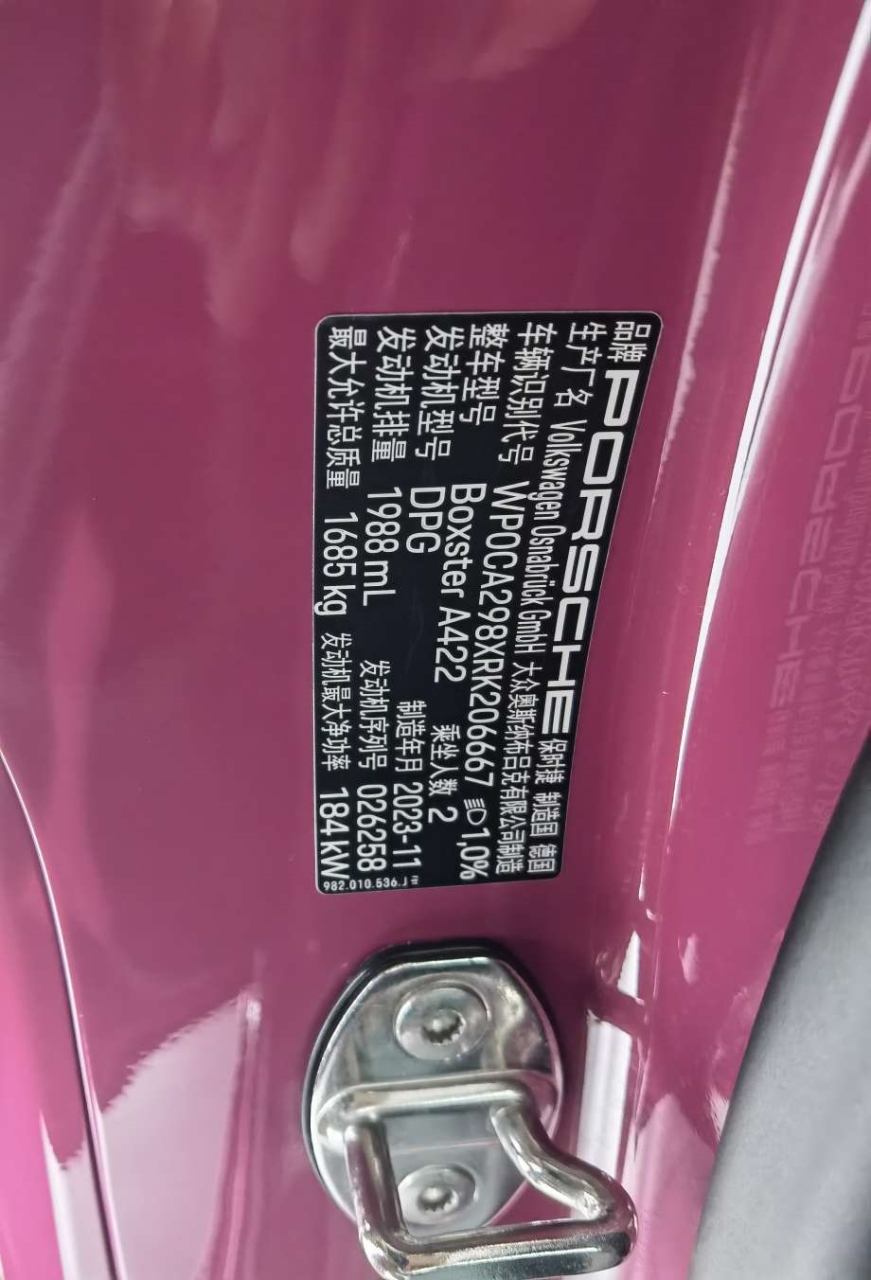 品牌 PORSCHE 保时捷 制造国 德国
生产厂名 Volkswagen Osnabrück GmbH 大众奥斯纳布吕克有限公司制造
车辆识别代号 WP0CA298XRK206667 1,0%
整车型号 Boxster A422 乘坐人数 2
发动机型号 DPG 制造年月 2023-11
发动机排量 1988 mL 发动机序列号 026258
最大允许总质量 1685 kg 发动机最大净功率 184 kW
982.010.536.J